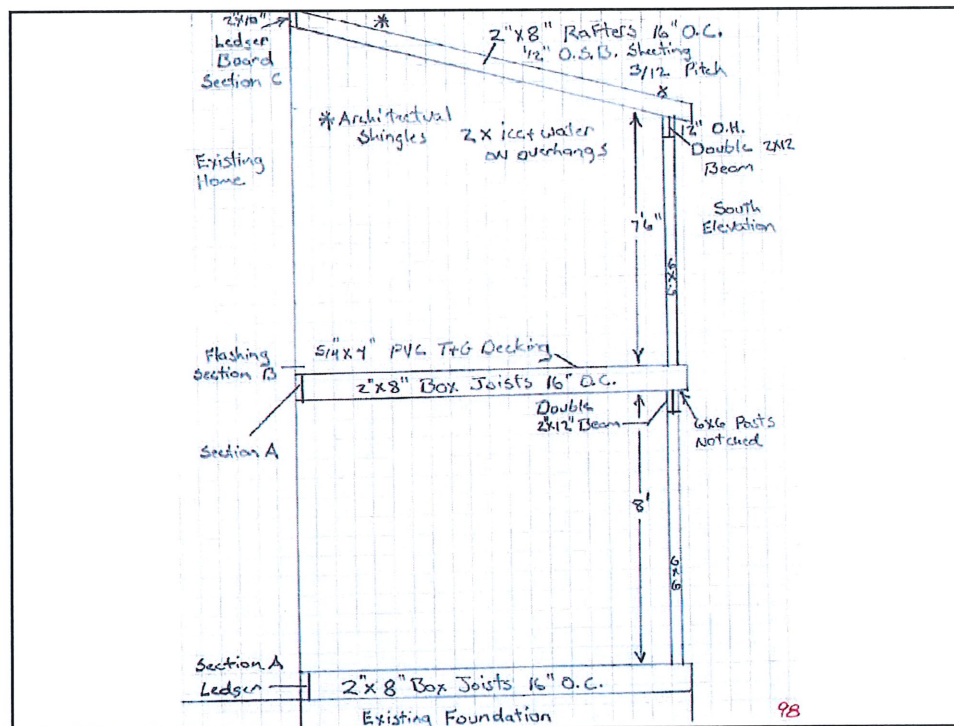 2"x10"
Ledger
Board
Section C
*
2"x8" Rafters 16" O.C.
1/2" O.S.B. Sheeting
3/12 Pitch
x
*Architectual
Shingles
2x ice+water
on overhangs
12" O.H.
Double 2x12
Beam
Existing
Home
South
Elevation
7'6"
6x6
Flashing
Section B
5/4"x4" PVC T+G Decking
2"x8" Box Joists 16" O.C.
Double
2"x12" Beam
6x6 Posts
Notched
Section A
8'
6x6
Section A
Ledger
2"x8" Box Joists 16" O.C.
Existing Foundation
98